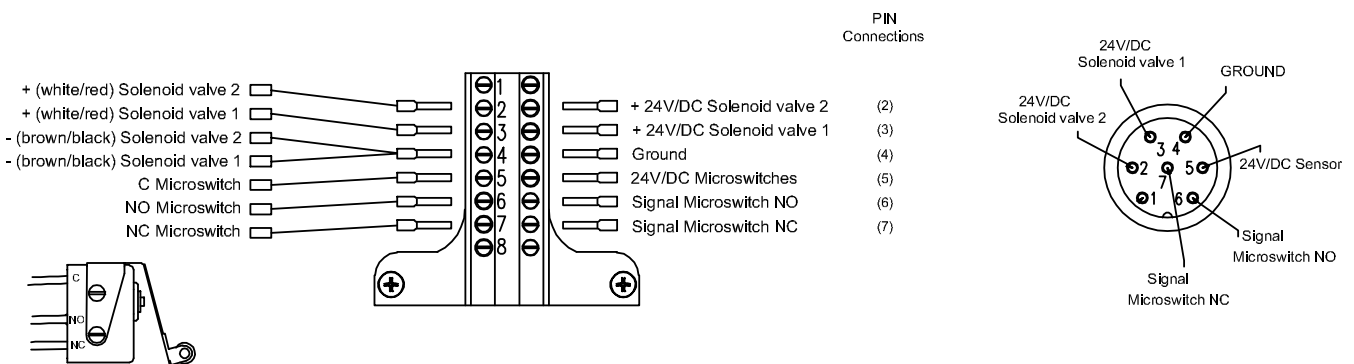 PIN
Connections
+ (white/red) Solenoid valve 2
+ (white/red) Solenoid valve 1
- (brown/black) Solenoid valve 2
- (brown/black) Solenoid valve 1
C Microswitch
NO Microswitch
NC Microswitch
1
2
3
4
5
6
7
8
+ 24V/DC Solenoid valve 2 (2)
+ 24V/DC Solenoid valve 1 (3)
Ground (4)
24V/DC Microswitches (5)
Signal Microswitch NO (6)
Signal Microswitch NC (7)
24V/DC
Solenoid valve 1
GROUND
24V/DC
Solenoid valve 2
3 4
2 7 5
1 6
24V/DC Sensor
Signal
Microswitch NO
Signal
Microswitch NC
C
NO
NC